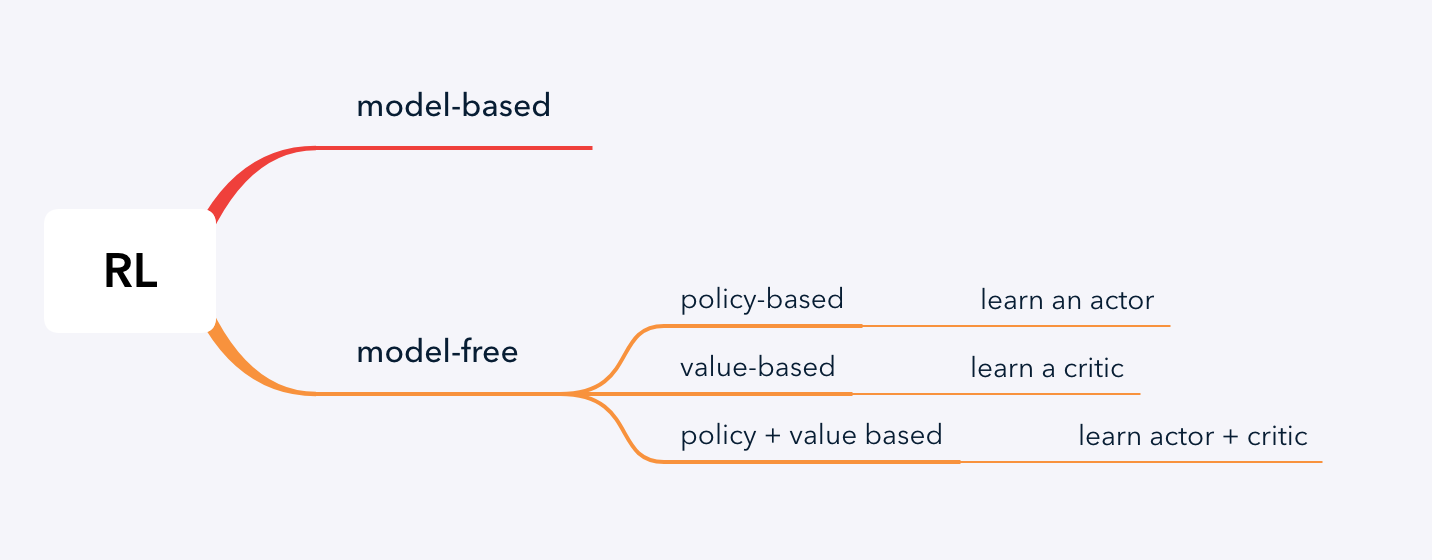 model-based
RL
model-free
policy-based
learn an actor
value-based
learn a critic
policy + value based
learn actor + critic